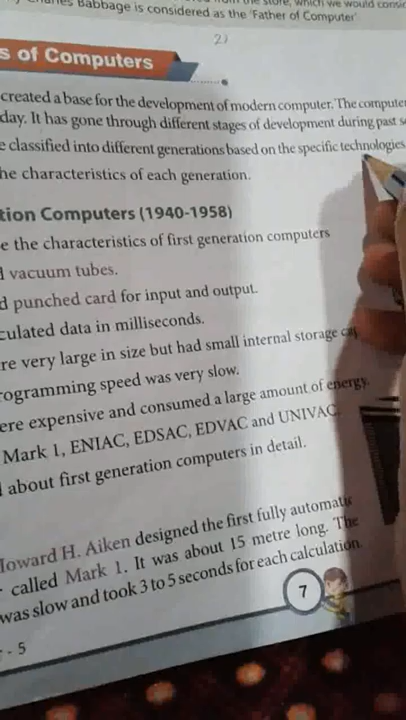 Babbage is considered as the 'Father of Computer'
s of Computers
created a base for the development of modern computer. The compute
day. It has gone through different stages of development during past
e classified into different generations based on the specific technologies
he characteristics of each generation.
tion Computers (1940-1958)
e the characteristics of first generation computers
vacuum tubes.
d punched card for input and output.
culated data in milliseconds.
re very large in size but had small internal storage
rogramming speed was very slow.
ere expensive and consumed a large amount of energy
Mark 1, ENIAC, EDSAC, EDVAC and UNIVAC.
about first generation computers in detail.
Howard H. Aiken designed the first fully automatic
called Mark 1. It was about 15 metre long. The
was slow and took 3 to 5 seconds for each calculation.
7
- 5